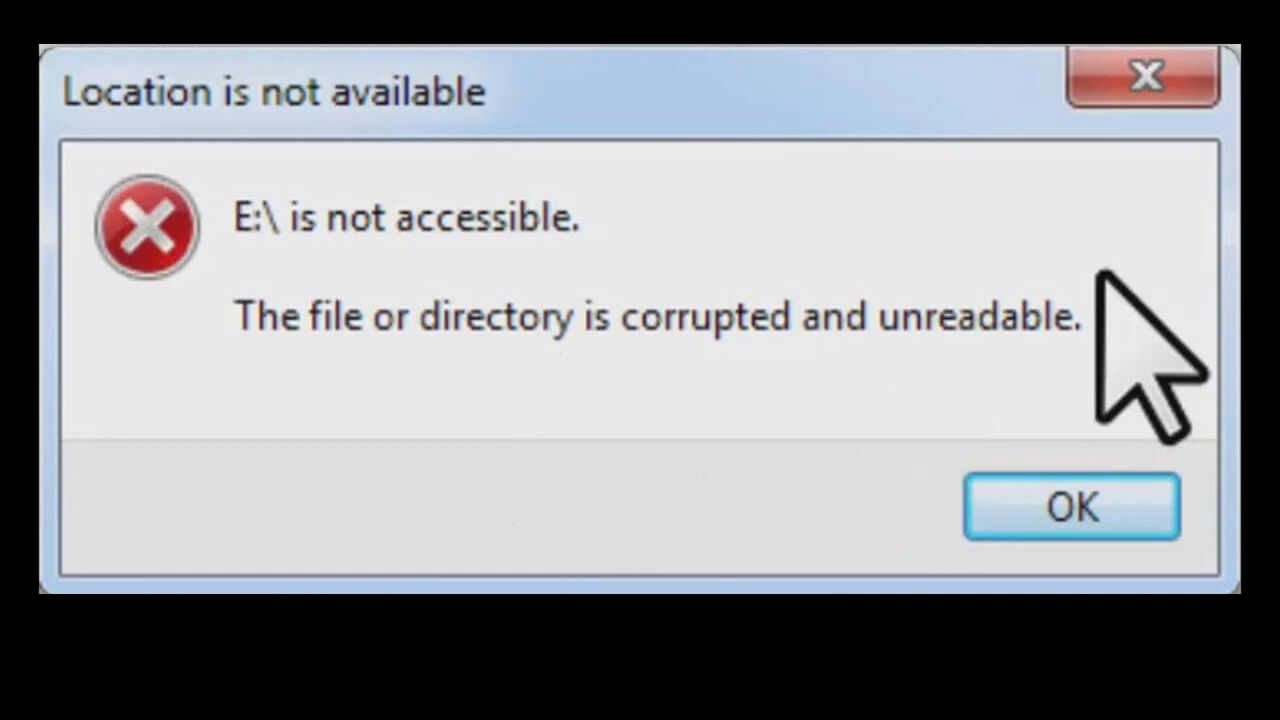 Location is not available
E:\ is not accessible.
The file or directory is corrupted and unreadable.
OK